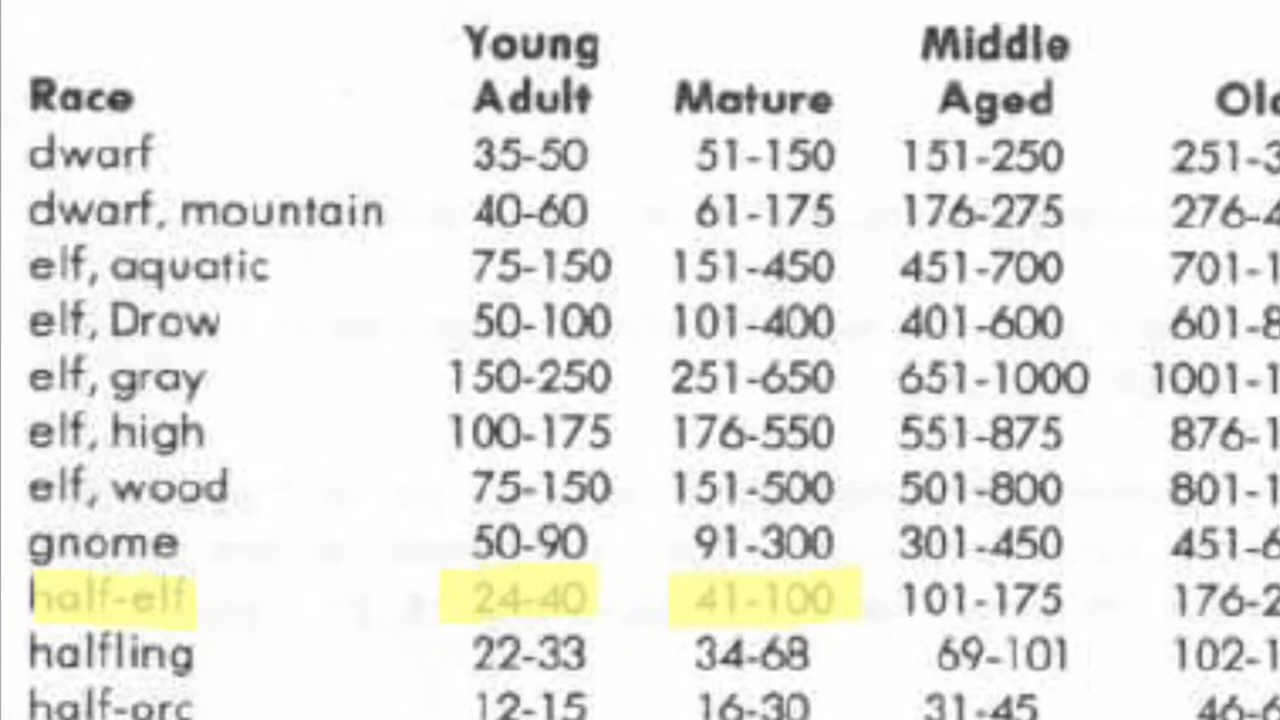 Young Middle
Race Adult Mature Aged
dwarf 35-50 51-150 151-250 251-3
dwarf, mountain 40-60 61-175 176-275 276-4
elf, aquatic 75-150 151-450 451-700 701-1
elf, Drow 50-100 101-400 401-600 601-8
elf, gray 150-250 251-650 651-1000 1001-1
elf, high 100-175 176-550 551-875 876-1
elf, wood 75-150 151-500 501-800 801-1
gnome 50-90 91-300 301-450 451-6
half-elf 24-40 41-100 101-175 176-2
halfling 22-33 34-68 69-101 102-1
half-orc 12-15 16-30 31-45 46-6